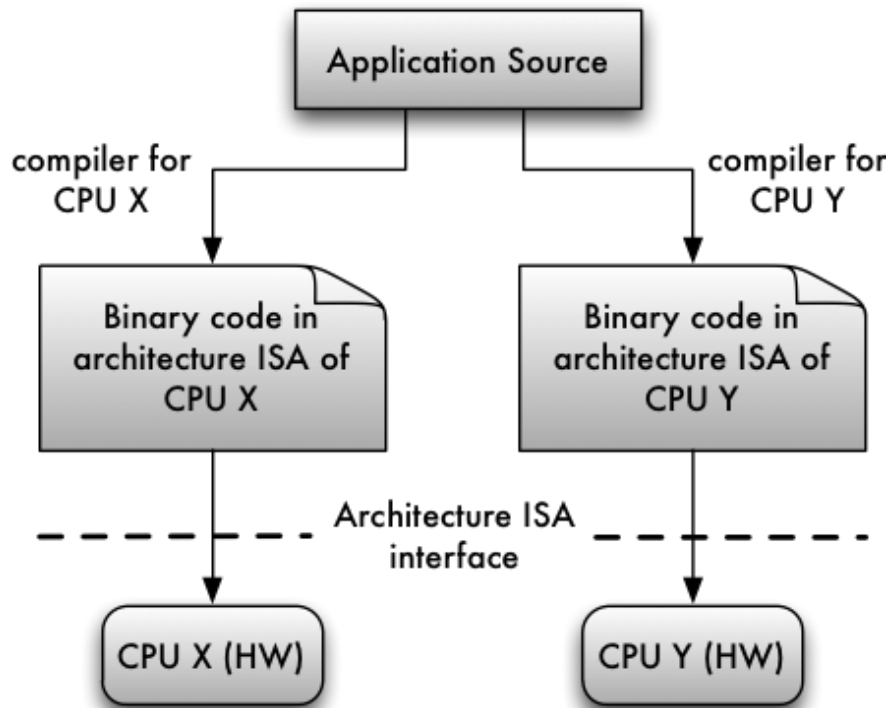 Application Source
compiler for
CPU X
compiler for
CPU Y
Binary code in
architecture ISA of
CPU X
Binary code in
architecture ISA of
CPU Y
Architecture ISA
interface
CPU X (HW)
CPU Y (HW)